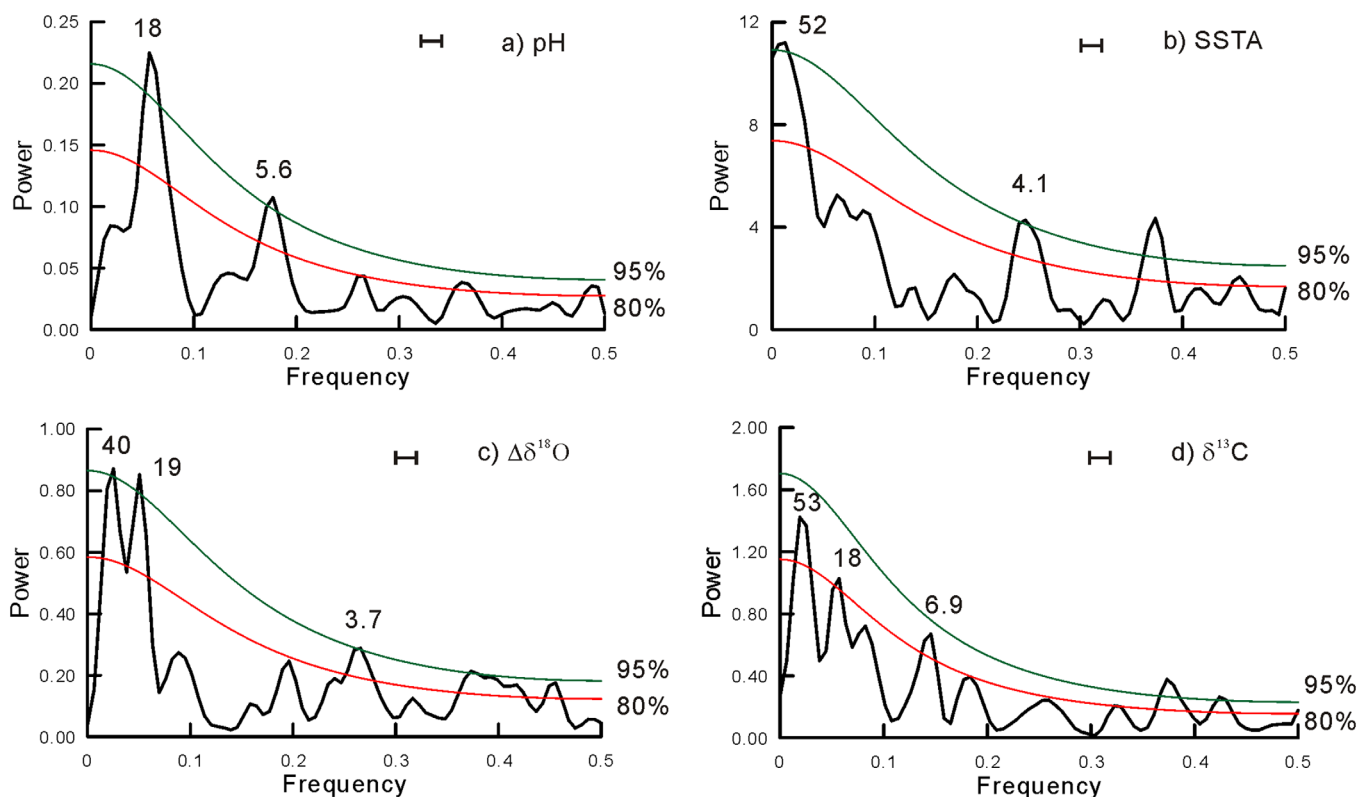 a) pH
18
5.6
0.25
0.20
0.15
0.10
0.05
0.00
Power
95%
80%
0 0.1 0.2 0.3 0.4 0.5
Frequency
b) SSTA
52
4.1
12
8
4
0
Power
95%
80%
0 0.1 0.2 0.3 0.4 0.5
Frequency
c) Δδ¹⁸O
40
19
3.7
1.00
0.80
0.60
0.40
0.20
0.00
Power
95%
80%
0 0.1 0.2 0.3 0.4 0.5
Frequency
d) δ¹³C
53
18
6.9
2.00
1.60
1.20
0.80
0.40
0.00
Power
95%
80%
0 0.1 0.2 0.3 0.4 0.5
Frequency